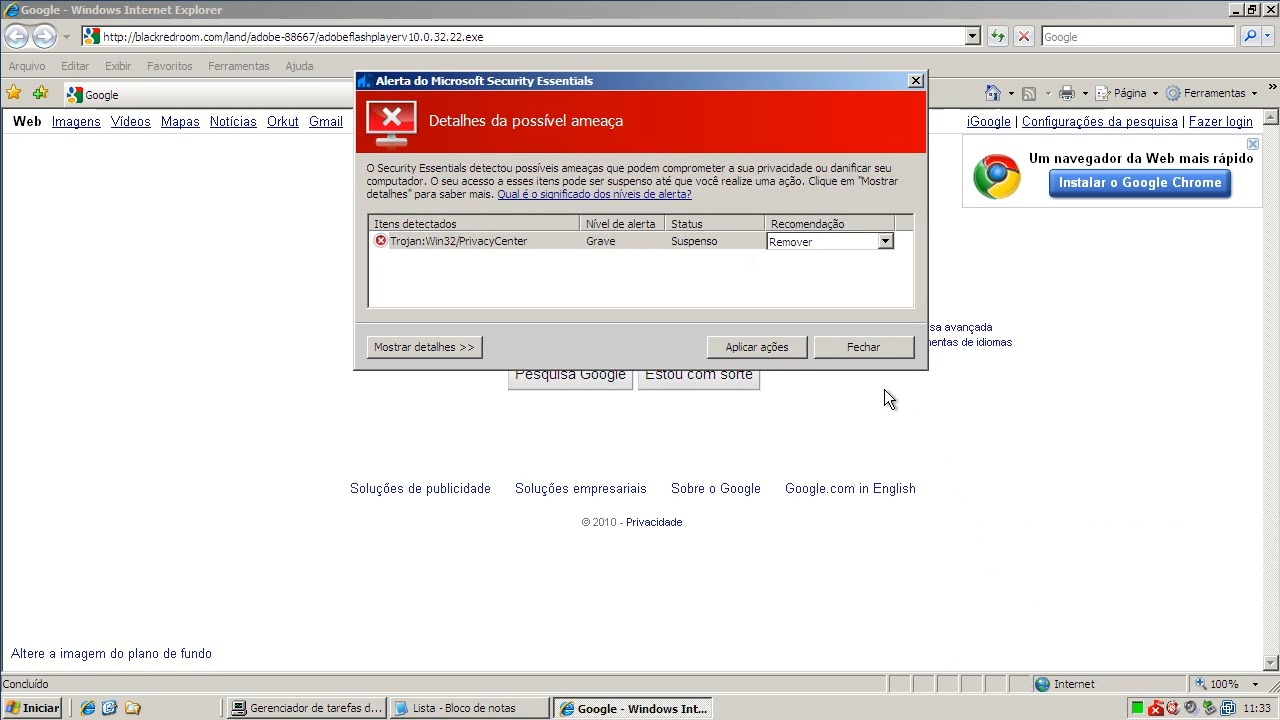 Google - Windows Internet Explorer
http://blackredroom.com/land/adobe-88667/adobeflashplayerv10.0.32.22.exe
Google
Arquivo Editar Exibir Favoritos Ferramentas Ajuda
Google
Página Ferramentas
Web Imagens Vídeos Mapas Notícias Orkut Gmail
iGoogle | Configurações da pesquisa | Fazer login
Um navegador da Web mais rápido
Instalar o Google Chrome
Alerta do Microsoft Security Essentials
Detalhes da possível ameaça
O Security Essentials detectou possíveis ameaças que podem comprometer a sua privacidade ou danificar seu
computador. O seu acesso a esses itens pode ser suspenso até que você realize uma ação. Clique em "Mostrar
detalhes" para saber mais. Qual é o significado dos níveis de alerta?
Itens detectados Nível de alerta Status Recomendação
Trojan:Win32/PrivacyCenter Grave Suspenso Remover
Mostrar detalhes >> Aplicar ações Fechar
sa avançada
mentas de idiomas
Pesquisa Google Estou com sorte
Soluções de publicidade Soluções empresariais Sobre o Google Google.com in English
© 2010 - Privacidade
Altere a imagem do plano de fundo
Concluído Internet 100%
Iniciar Gerenciador de tarefas d... Lista - Bloco de notas Google - Windows Int... 11:33